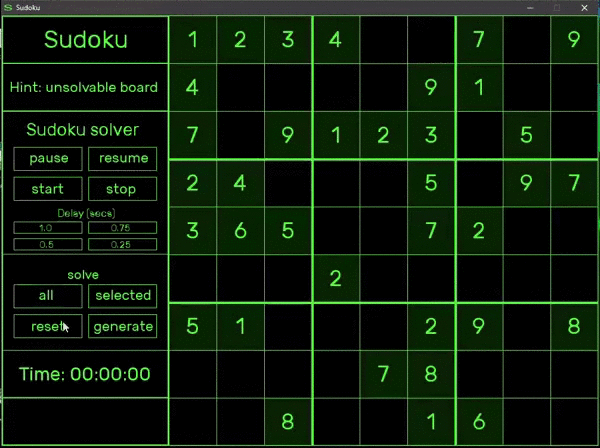 Sudoku
Sudoku
Hint: unsolvable board
Sudoku solver
pause resume
start stop
Delay (secs)
1.0 0.75
0.5 0.25
solve
all selected
reset generate
Time: 00:00:00
1 2 3 4 7 9
4 9 1
7 9 1 2 3 5
2 4 5 9 7
3 6 5 7 2
2
5 1 2 9 8
7 8
8 1 6